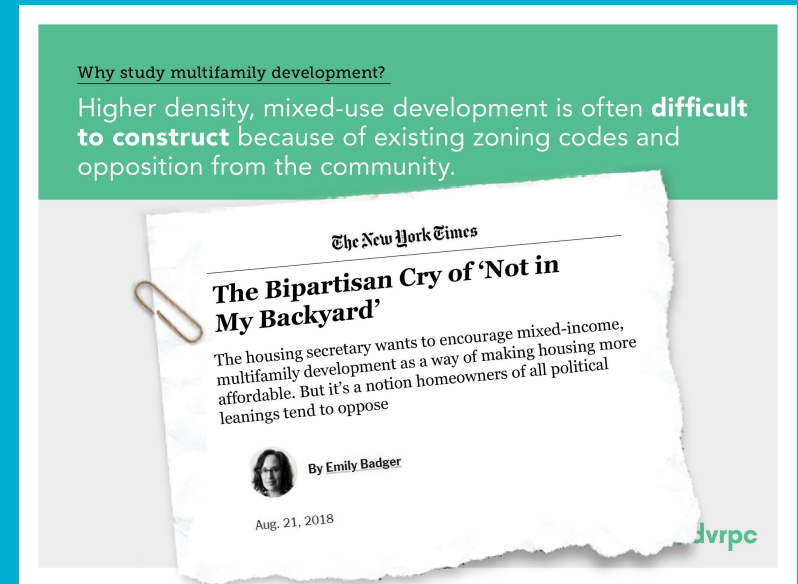 Why study multifamily development?
Higher density, mixed-use development is often difficult
to construct because of existing zoning codes and
opposition from the community.
The New York Times
The Bipartisan Cry of ‘Not in
My Backyard’
The housing secretary wants to encourage mixed-income,
multifamily development as a way of making housing more
affordable. But it’s a notion homeowners of all political
leanings tend to oppose
By Emily Badger
Aug. 21, 2018
dvrpc